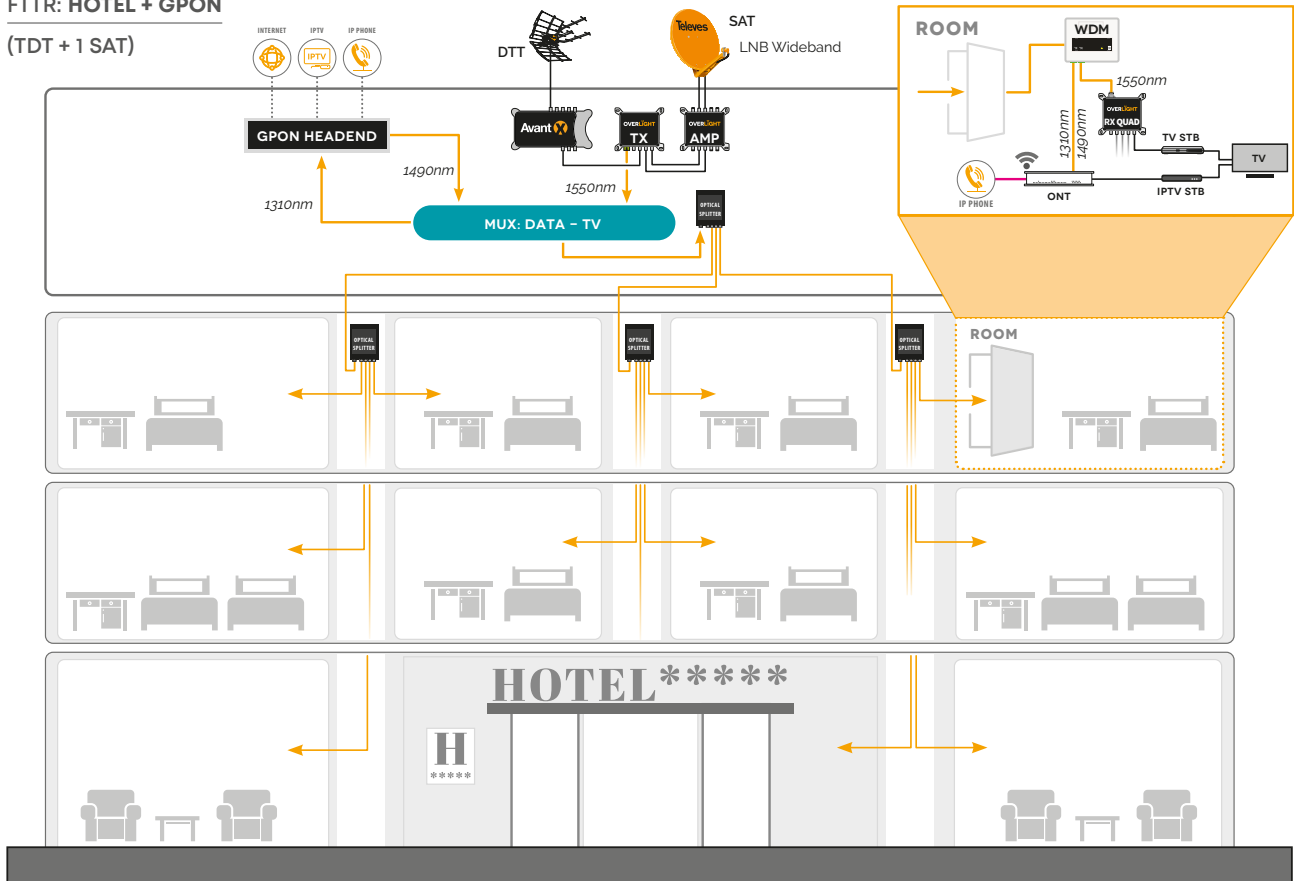 FTTR: HOTEL + GPON
(TDT + 1 SAT)
INTERNET
IPTV
IP PHONE
IPTV
DTT
Televes
SAT
LNB Wideband
GPON HEADEND
Avant X
OVERLIGHT
TX
OVERLIGHT
AMP
1490nm
1310nm
1550nm
MUX: DATA – TV
OPTICAL
SPLITTER
ROOM
WDM
1550nm
OVERLIGHT
RX QUAD
1310nm
1490nm
TV STB
TV
IPTV STB
IP PHONE
ONT
OPTICAL
SPLITTER
OPTICAL
SPLITTER
OPTICAL
SPLITTER
ROOM
HOTEL*****
H
*****